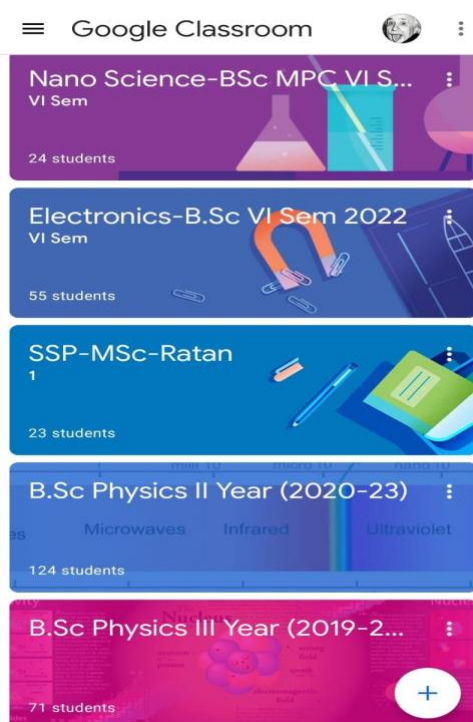 Google Classroom
Nano Science-BSc MPC VI S...
VI Sem
24 students
Electronics-B.Sc VI Sem 2022
VI Sem
55 students
SSP-MSc-Ratan
1
23 students
B.Sc Physics II Year (2020-23)
Microwaves Infrared Ultraviolet
124 students
Nucleus
B.Sc Physics III Year (2019-2...
71 students